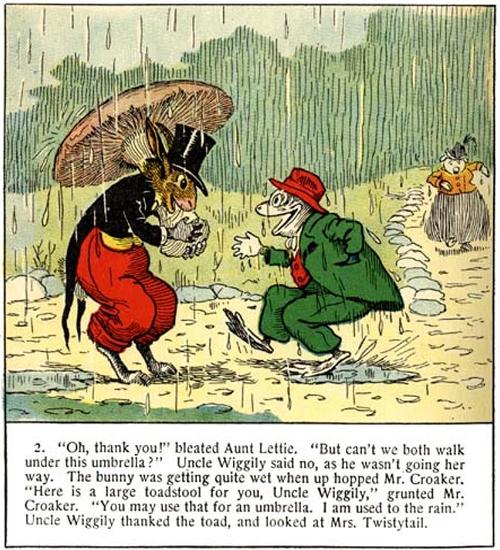 2. "Oh, thank you!" bleated Aunt Lettie. "But can't we both walk
under this umbrella?" Uncle Wiggily said no, as he wasn't going her
way. The bunny was getting quite wet when up hopped Mr. Croaker.
"Here is a large toadstool for you, Uncle Wiggily," grunted Mr.
Croaker. "You may use that for an umbrella. I am used to the rain."
Uncle Wiggily thanked the toad, and looked at Mrs. Twistytail.